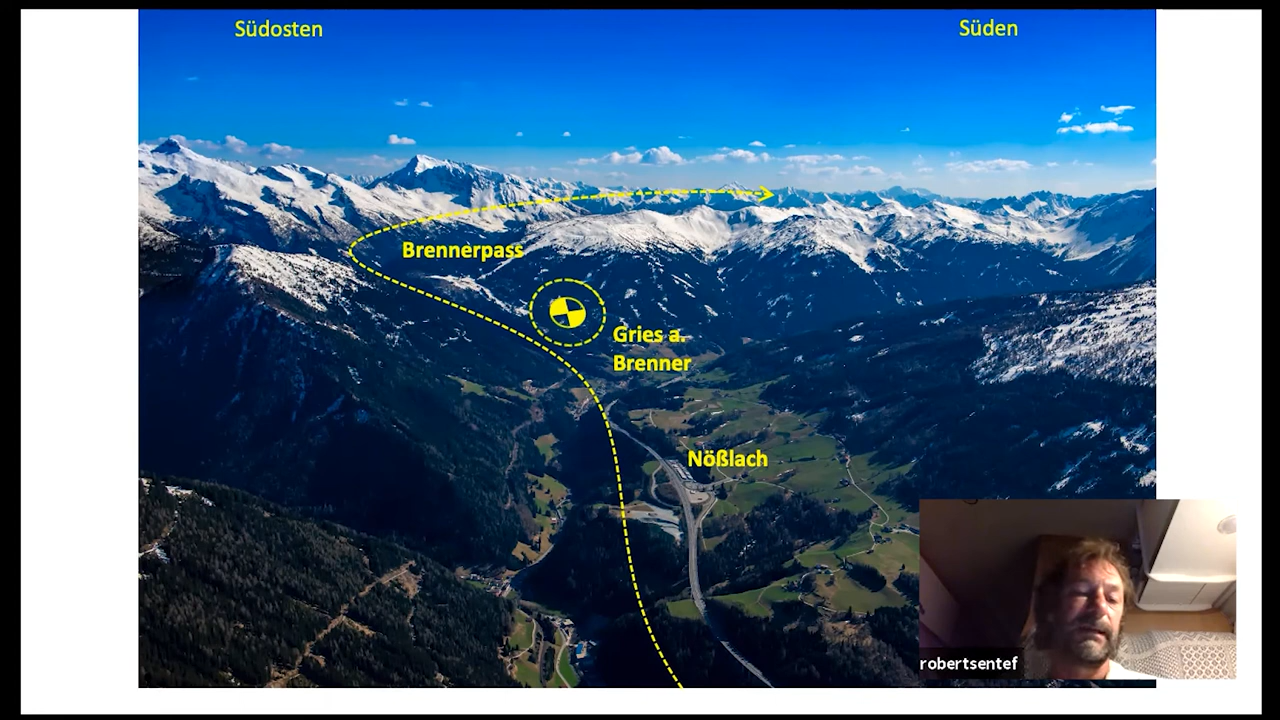 Südosten
Süden
Brennerpass
Gries a.
Brenner
Nößlach
robertsentef